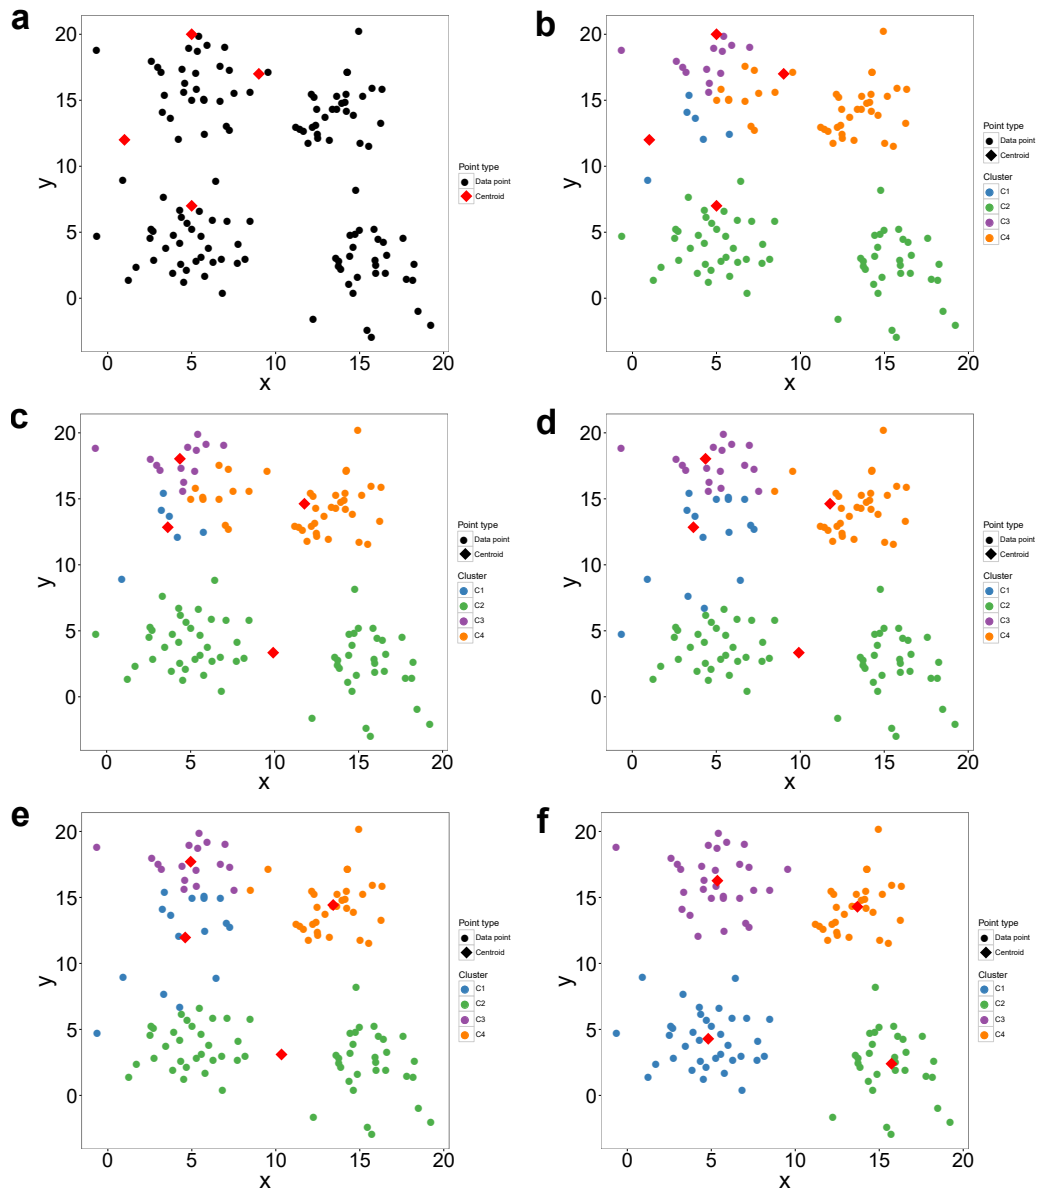 a
20
15
10
5
0
y
0 5 10 15 20
x
Point type
Data point
Centroid
b
20
15
10
5
0
y
0 5 10 15 20
x
Point type
Data point
Centroid
Cluster
C1
C2
C3
C4
c
20
15
10
5
0
y
0 5 10 15 20
x
Point type
Data point
Centroid
Cluster
C1
C2
C3
C4
d
20
15
10
5
0
y
0 5 10 15 20
x
Point type
Data point
Centroid
Cluster
C1
C2
C3
C4
e
20
15
10
5
0
y
0 5 10 15 20
x
Point type
Data point
Centroid
Cluster
C1
C2
C3
C4
f
20
15
10
5
0
y
0 5 10 15 20
x
Point type
Data point
Centroid
Cluster
C1
C2
C3
C4